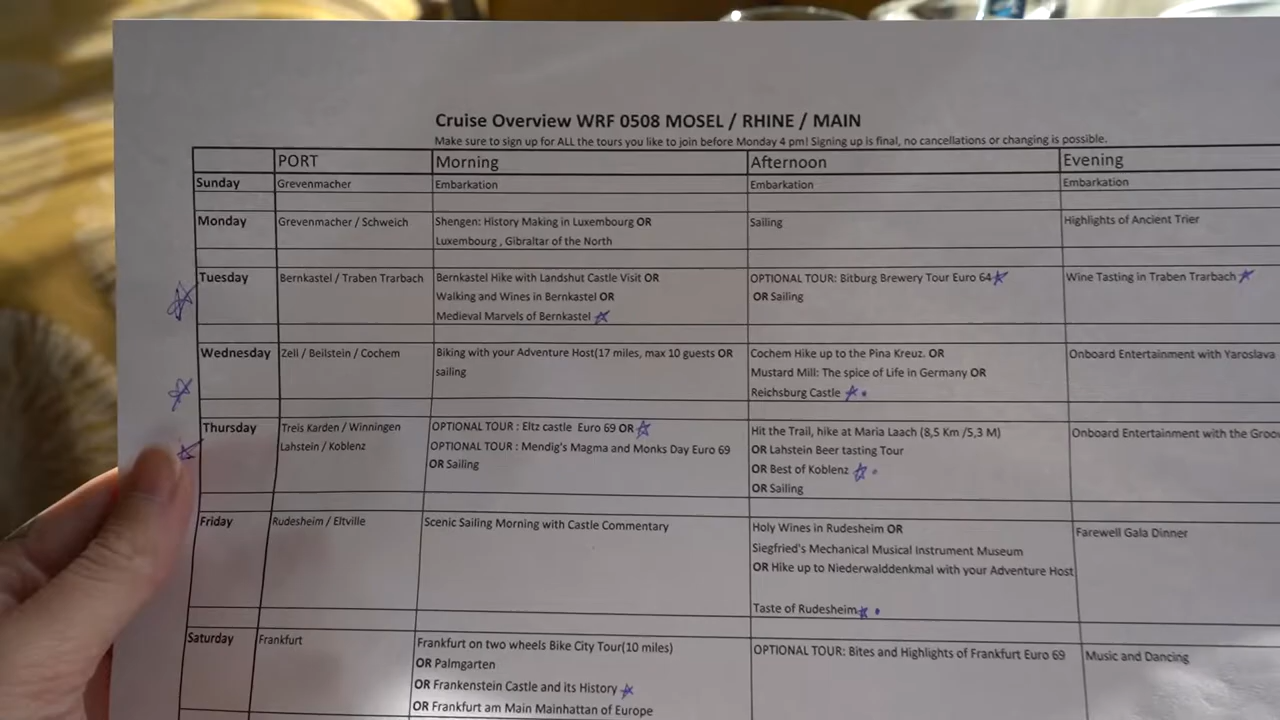 Cruise Overview WRF 0508 MOSEL / RHINE / MAIN
Make sure to sign up for ALL the tours you like to join before Monday 4 pm! Signing up is final, no cancellations or changing is possible.
PORT Morning Afternoon Evening
Sunday Grevenmacher Embarkation Embarkation Embarkation
Monday Grevenmacher / Schweich Shengen: History Making in Luxembourg OR Sailing Highlights of Ancient Trier
Luxembourg , Gibraltar of the North
Tuesday Bernkastel / Traben Trarbach Bernkastel Hike with Landshut Castle Visit OR OPTIONAL TOUR: Bitburg Brewery Tour Euro 64 Wine Tasting in Traben Trarbach
Walking and Wines in Bernkastel OR OR Sailing
Medieval Marvels of Bernkastel
Wednesday Zell / Beilstein / Cochem Biking with your Adventure Host(17 miles, max 10 guests OR Cochem Hike up to the Pina Kreuz. OR Onboard Entertainment with Yaroslava
sailing Mustard Mill: The spice of Life in Germany OR
Reichsburg Castle
Thursday Treis Karden / Winningen OPTIONAL TOUR : Eltz castle Euro 69 OR Hit the Trail, hike at Maria Laach (8,5 Km /5,3 M) Onboard Entertainment with the Groo
Lahstein / Koblenz OPTIONAL TOUR : Mendig's Magma and Monks Day Euro 69 OR Lahstein Beer tasting Tour
OR Sailing OR Best of Koblenz
OR Sailing
Friday Rudesheim / Eltville Scenic Sailing Morning with Castle Commentary Holy Wines in Rudesheim OR Farewell Gala Dinner
Siegfried's Mechanical Musical Instrument Museum
OR Hike up to Niederwalddenkmal with your Adventure Host
Taste of Rudesheim
Saturday Frankfurt Frankfurt on two wheels Bike City Tour(10 miles) OPTIONAL TOUR: Bites and Highlights of Frankfurt Euro 69 Music and Dancing
OR Palmgarten
OR Frankenstein Castle and its History
OR Frankfurt am Main Mainhattan of Europe